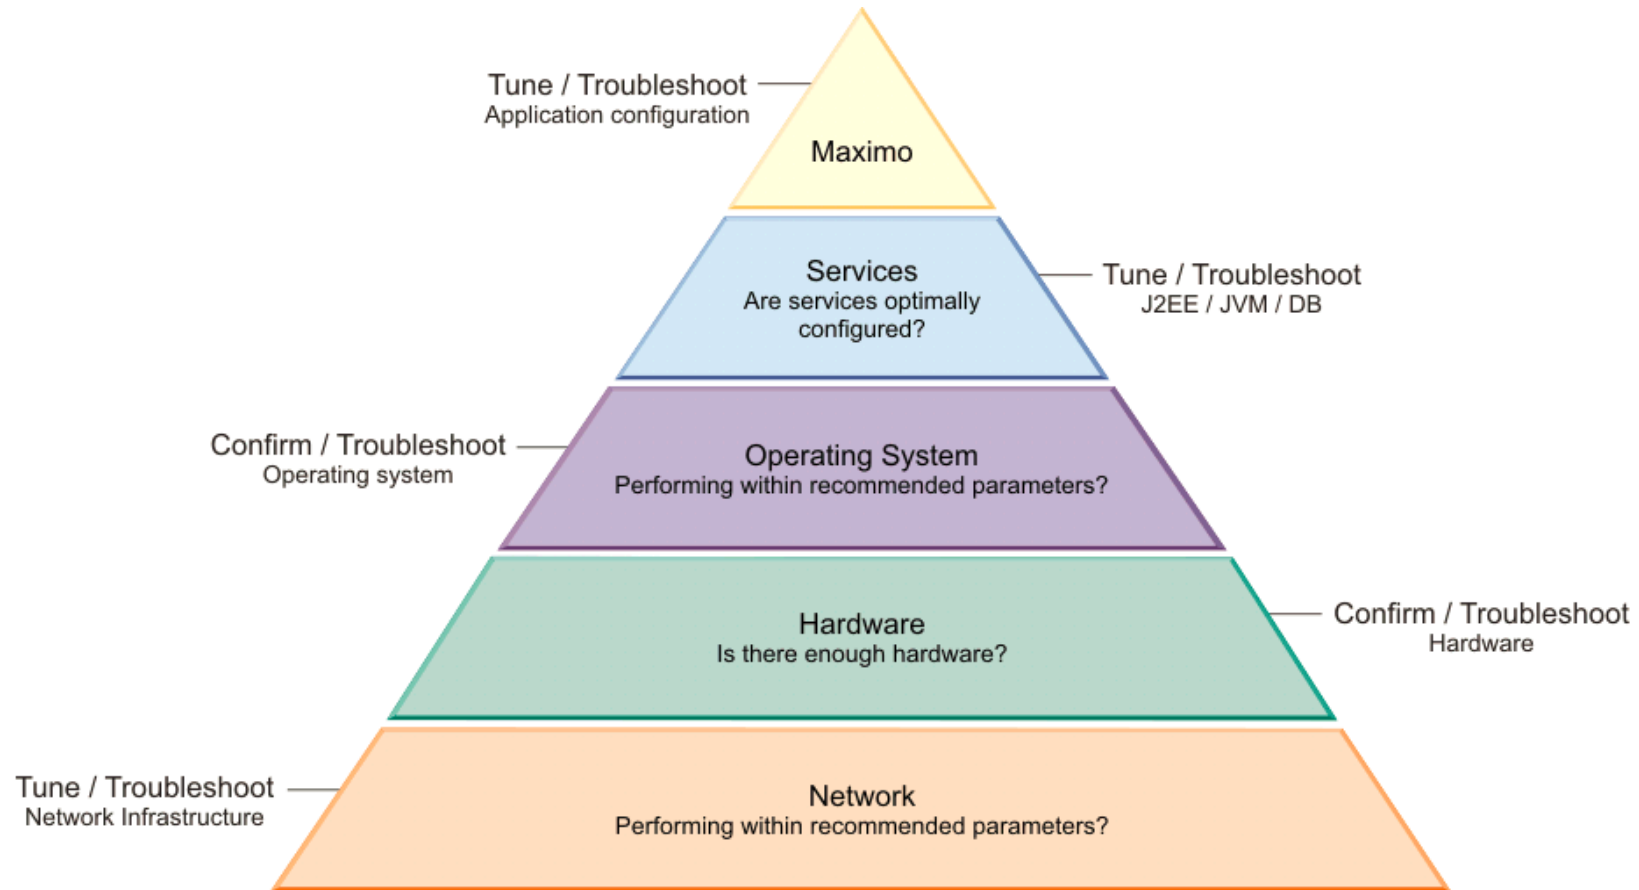 Tune / Troubleshoot
Application configuration
Maximo
Services
Are services optimally
configured?
Tune / Troubleshoot
J2EE / JVM / DB
Confirm / Troubleshoot
Operating system
Operating System
Performing within recommended parameters?
Hardware
Is there enough hardware?
Confirm / Troubleshoot
Hardware
Tune / Troubleshoot
Network Infrastructure
Network
Performing within recommended parameters?